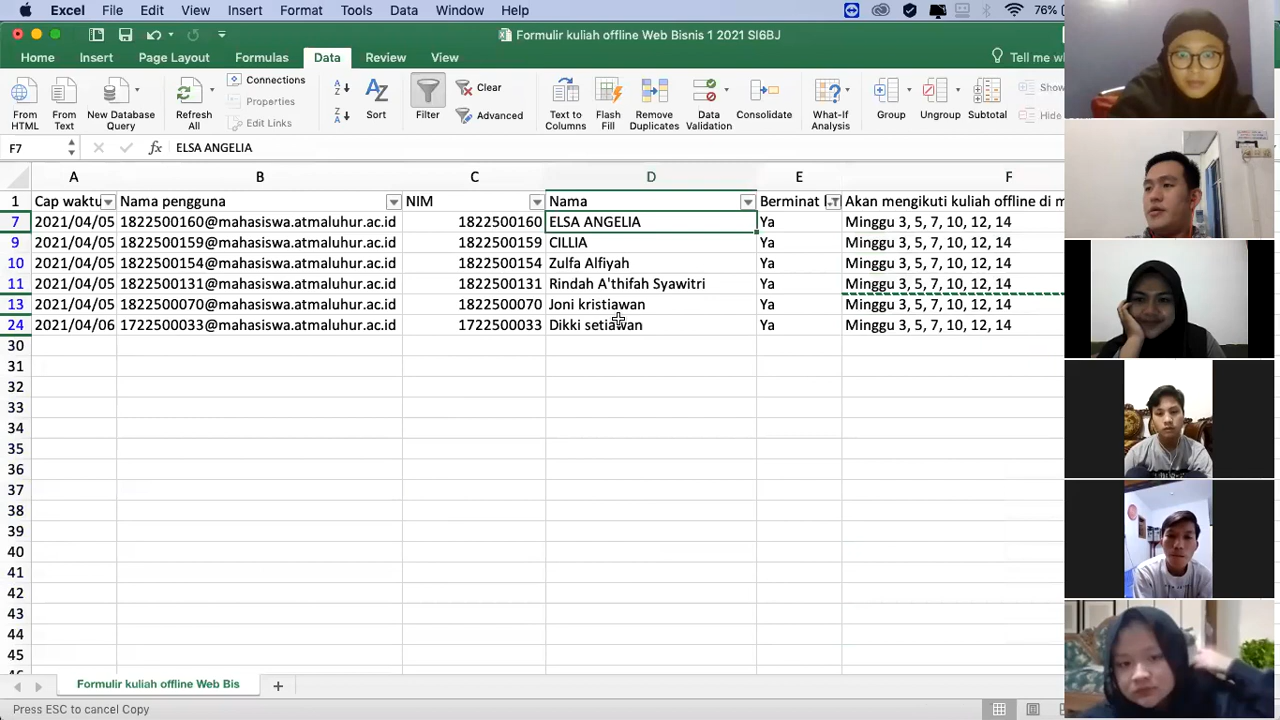 Excel File Edit View Insert Format Tools Data Window Help 76%
Formulir kuliah offline Web Bisnis 1 2021 SI6BJ
Home Insert Page Layout Formulas Data Review View Tell me
From HTML From Text New Database Query Refresh All Connections Properties Edit Links Sort Filter Clear Advanced Text to Columns Flash Fill Remove Duplicates Data Validation Consolidate What-If Analysis Group Ungroup Subtotal Show Hide
F7 fx ELSA ANGELIA
A B C D E F
1 Cap waktu Nama pengguna NIM Nama Berminat Akan mengikuti kuliah offline di m
7 2021/04/05 1822500160@mahasiswa.atmaluhur.ac.id 1822500160 ELSA ANGELIA Ya Minggu 3, 5, 7, 10, 12, 14
9 2021/04/05 1822500159@mahasiswa.atmaluhur.ac.id 1822500159 CILLIA Ya Minggu 3, 5, 7, 10, 12, 14
10 2021/04/05 1822500154@mahasiswa.atmaluhur.ac.id 1822500154 Zulfa Alfiyah Ya Minggu 3, 5, 7, 10, 12, 14
11 2021/04/05 1822500131@mahasiswa.atmaluhur.ac.id 1822500131 Rindah A'thifah Syawitri Ya Minggu 3, 5, 7, 10, 12, 14
13 2021/04/05 1822500070@mahasiswa.atmaluhur.ac.id 1822500070 Joni kristiawan Ya Minggu 3, 5, 7, 10, 12, 14
24 2021/04/06 1722500033@mahasiswa.atmaluhur.ac.id 1722500033 Dikki setiawan Ya Minggu 3, 5, 7, 10, 12, 14
30
31
32
33
34
35
36
37
38
39
40
41
42
43
44
45
Formulir kuliah offline Web Bis
Press ESC to cancel Copy